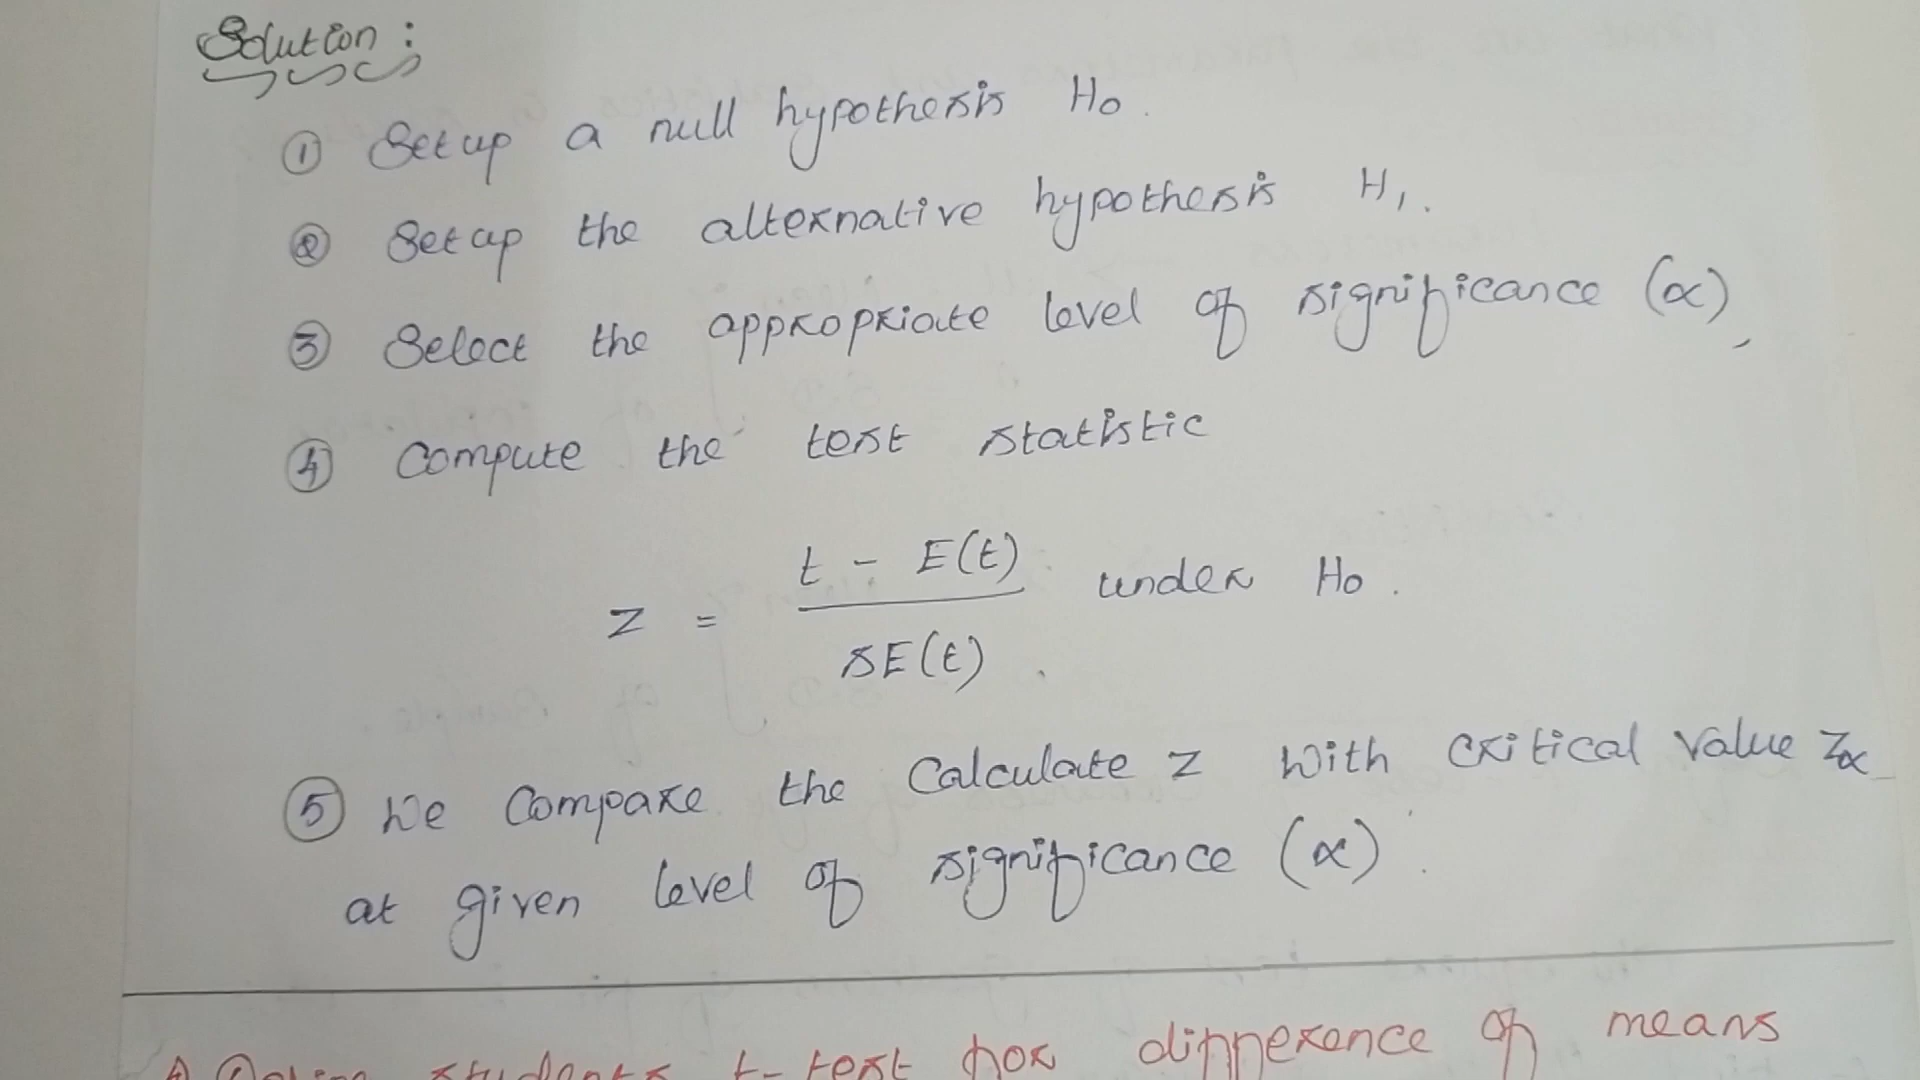 Solution :
① Set up a null hypothesis H₀.
② Set up the alternative hypothesis H₁.
③ Select the appropriate level of significance (α),
④ Compute the test statistic
z = t - E(t) / SE(t) under H₀.
⑤ We Compare the Calculate z with critical value Zα
at given level of significance (α).
students t-test for difference of means